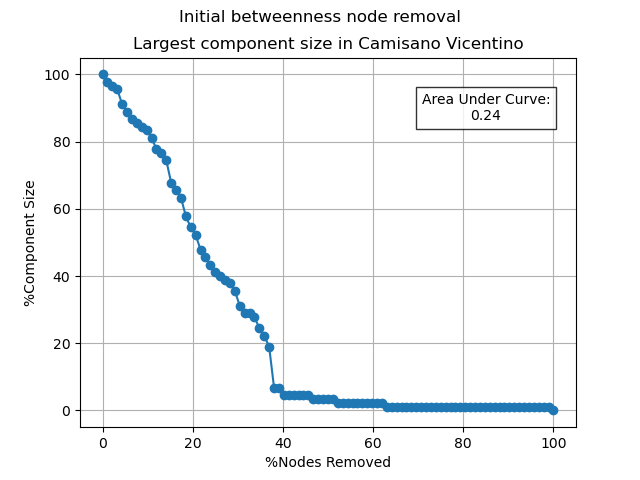 Initial betweenness node removal
Largest component size in Camisano Vicentino
100
80
60
40
20
0
%Component Size
Area Under Curve:
0.24
0 20 40 60 80 100
%Nodes Removed